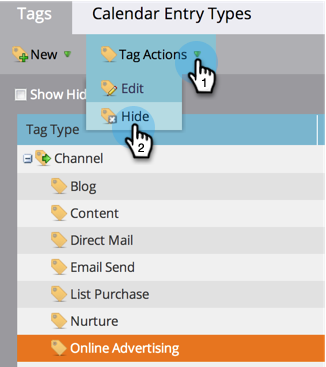 Tags Calendar Entry Types
New Tag Actions
1
Edit
Show Hid
Hide
2
Tag Type
Channel
Blog
Content
Direct Mail
Email Send
List Purchase
Nurture
Online Advertising